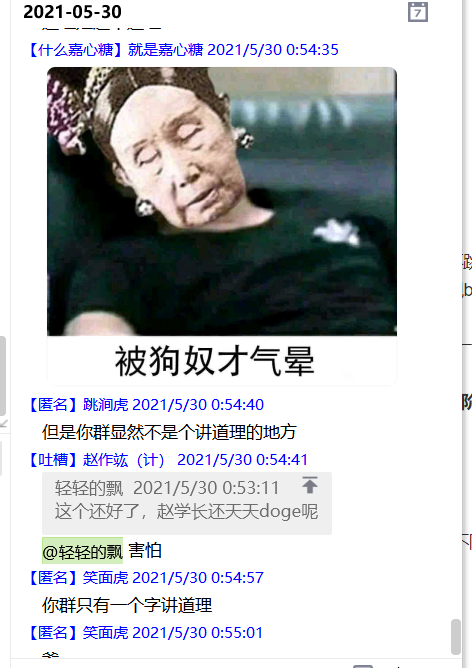 2021-05-30
7
【什么嘉心糖】就是嘉心糖 2021/5/30 0:54:35
被狗奴才气晕
【匿名】跳涧虎 2021/5/30 0:54:40
但是你群显然不是个讲道理的地方
【吐槽】赵作竑（计） 2021/5/30 0:54:41
轻轻的飘 2021/5/30 0:53:11
这个还好了，赵学长还天天doge呢
@轻轻的飘 害怕
【匿名】笑面虎 2021/5/30 0:54:57
你群只有一个字讲道理
【匿名】笑面虎 2021/5/30 0:55:01